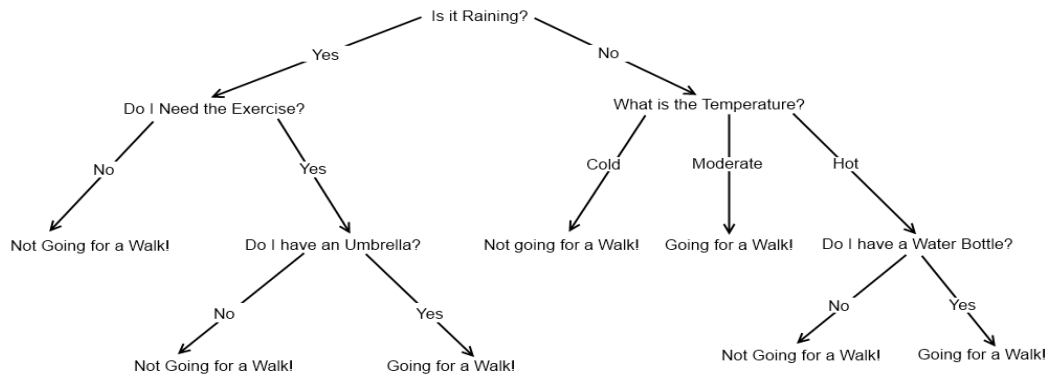 Is it Raining?
Yes
No
Do I Need the Exercise?
What is the Temperature?
No
Yes
Cold
Moderate
Hot
Not Going for a Walk!
Do I have an Umbrella?
Not going for a Walk!
Going for a Walk!
Do I have a Water Bottle?
No
Yes
No
Yes
Not Going for a Walk!
Going for a Walk!
Not Going for a Walk!
Going for a Walk!